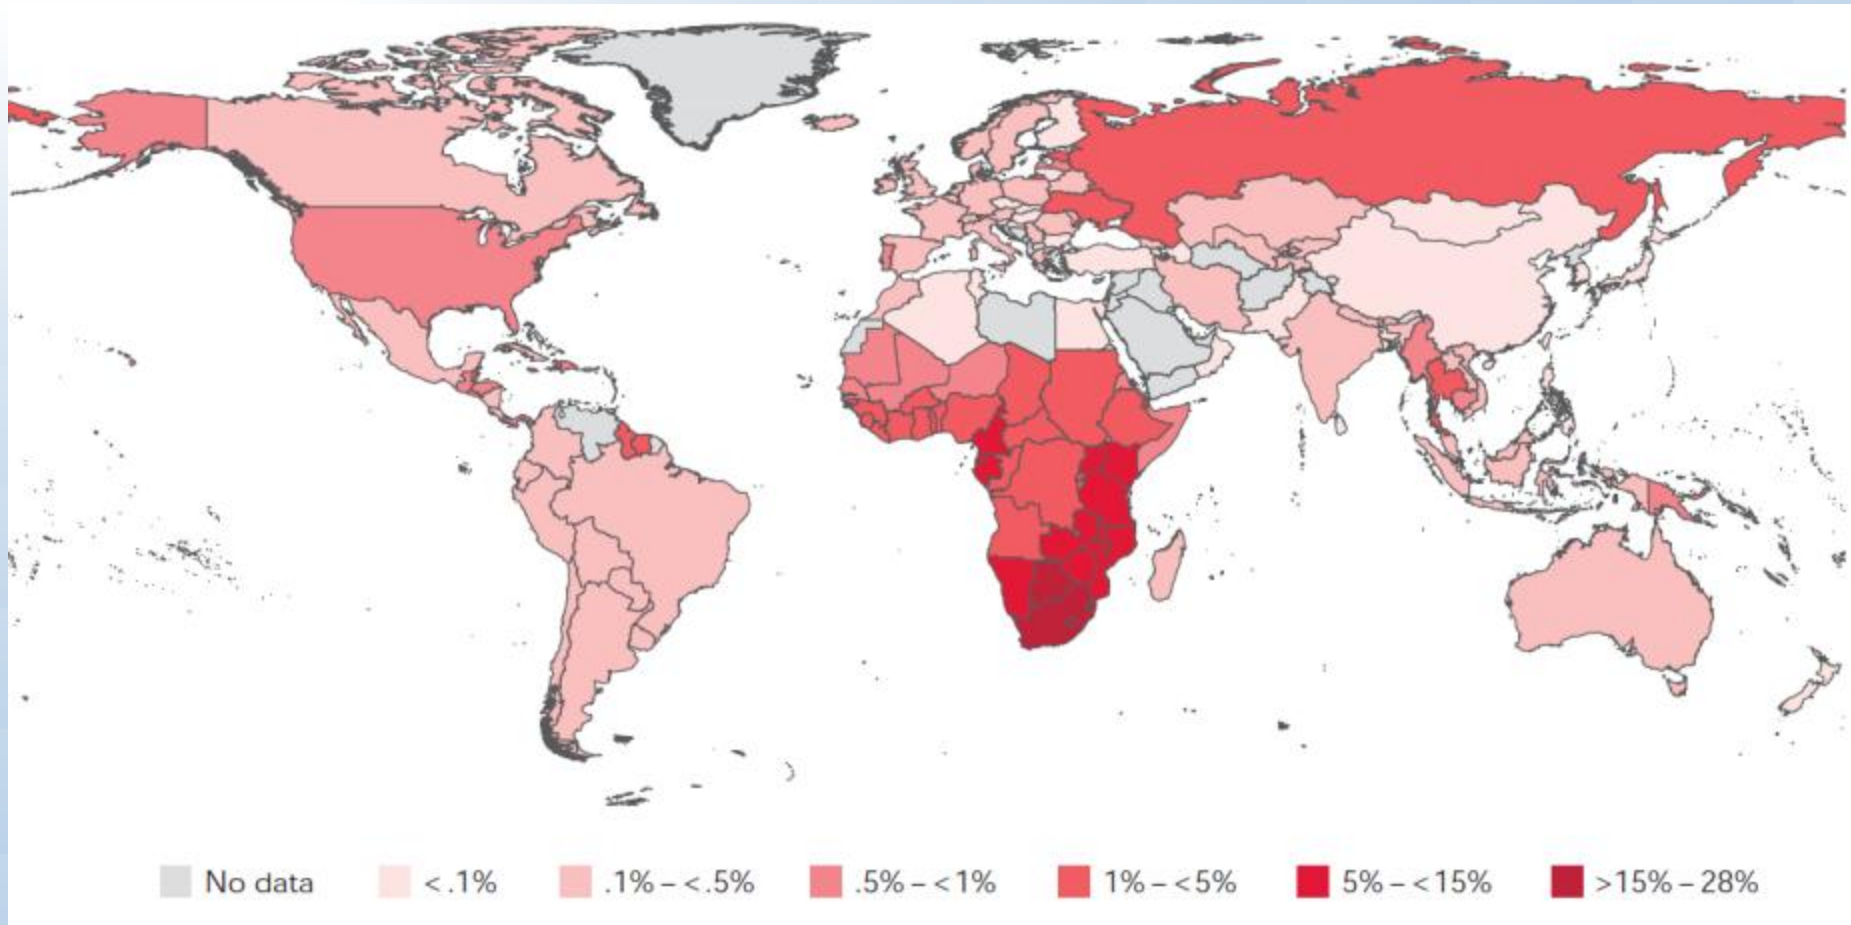 No data <.1% .1% – <.5% .5% – <1% 1% – <5% 5% – <15% >15% – 28%